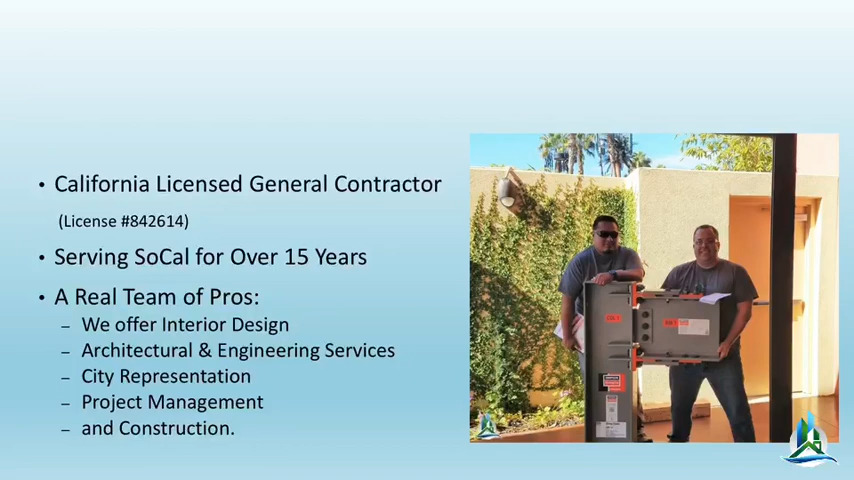 • California Licensed General Contractor
(License #842614)
• Serving SoCal for Over 15 Years
• A Real Team of Pros:
– We offer Interior Design
– Architectural & Engineering Services
– City Representation
– Project Management
– and Construction.